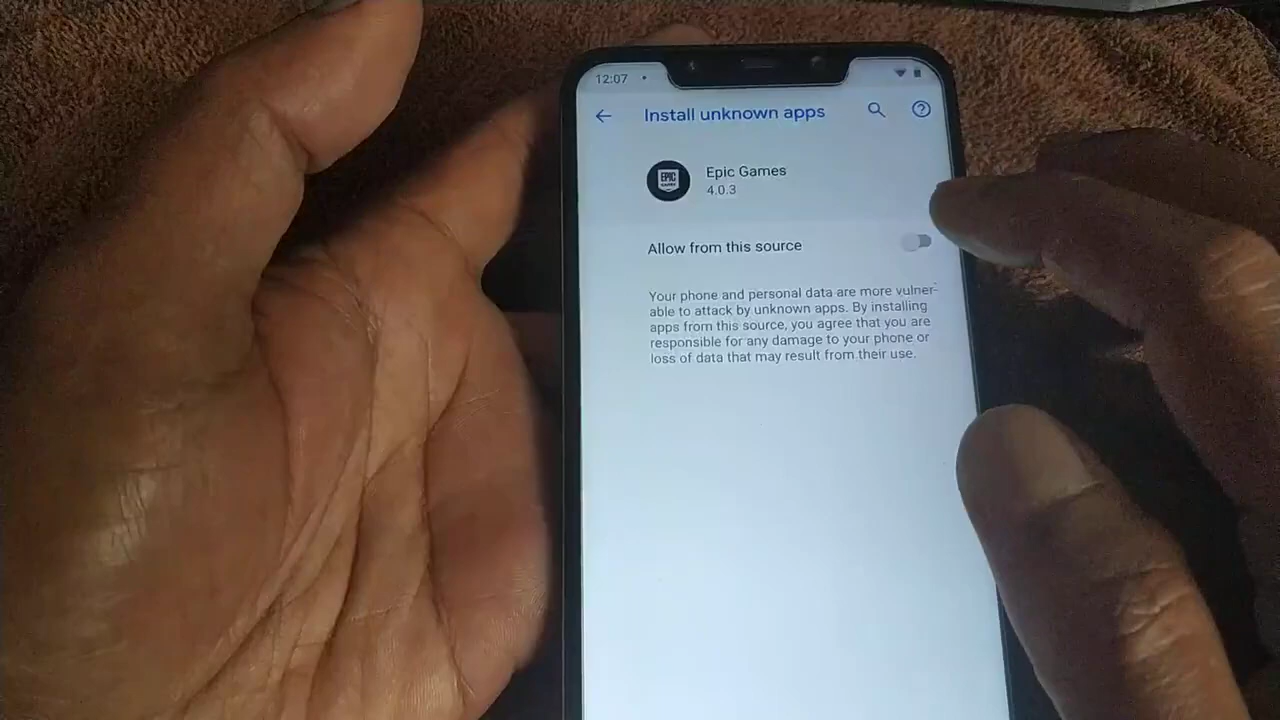 12:07
Install unknown apps
EPIC
GAMES
Epic Games
4.0.3
Allow from this source
Your phone and personal data are more vulner-
able to attack by unknown apps. By installing
apps from this source, you agree that you are
responsible for any damage to your phone or
loss of data that may result from their use.